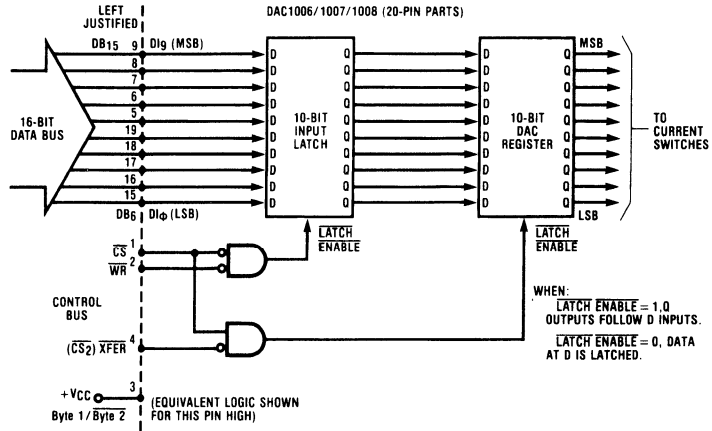 LEFT
JUSTIFIED
DAC1006/1007/1008 (20-PIN PARTS)
DB15 9 DI9 (MSB)
8
7
6
5
19
18
17
16
15
DB6 DIΦ (LSB)
16-BIT
DATA BUS
D Q
D Q
D Q
D Q
D Q
D Q
D Q
D Q
D Q
D Q
10-BIT
INPUT
LATCH
D Q
D Q
D Q
D Q
D Q
D Q
D Q
D Q
D Q
D Q
10-BIT
DAC
REGISTER
MSB
LSB
TO
CURRENT
SWITCHES
LATCH
ENABLE
LATCH
ENABLE
CS 1
WR 2
CONTROL
BUS
(CS2) XFER 4
+VCC 3
Byte 1/Byte 2
(EQUIVALENT LOGIC SHOWN
FOR THIS PIN HIGH)
WHEN:
LATCH ENABLE = 1, Q
OUTPUTS FOLLOW D INPUTS.
LATCH ENABLE = 0, DATA
AT D IS LATCHED.